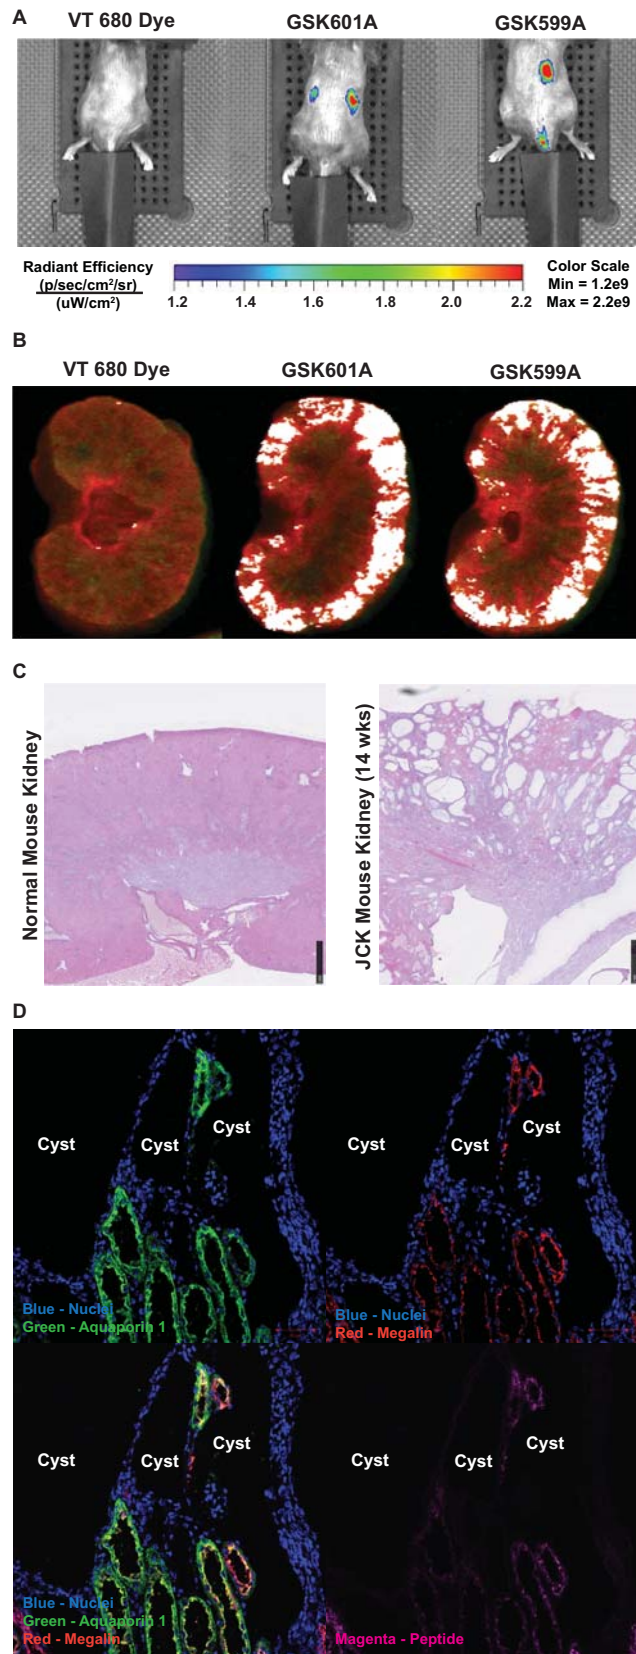 A
VT 680 Dye
GSK601A
GSK599A
Radiant Efficiency
(p/sec/cm²/sr)
(uW/cm²)
1.2
1.4
1.6
1.8
2.0
2.2
Color Scale
Min = 1.2e9
Max = 2.2e9
B
VT 680 Dye
GSK601A
GSK599A
C
Normal Mouse Kidney
JCK Mouse Kidney (14 wks)
D
Cyst
Cyst
Cyst
Blue - Nuclei
Green - Aquaporin 1
Cyst
Cyst
Cyst
Blue - Nuclei
Red - Megalin
Cyst
Cyst
Cyst
Blue - Nuclei
Green - Aquaporin 1
Red - Megalin
Cyst
Cyst
Cyst
Magenta - Peptide